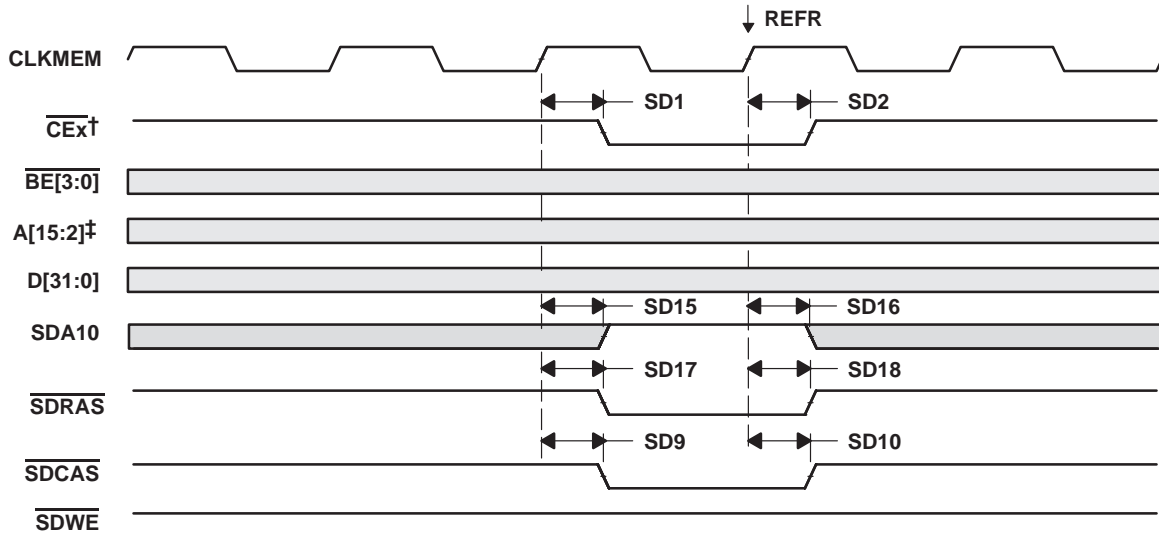 REFR
CLKMEM
SD1 SD2
CEx†
BE[3:0]
A[15:2]‡
D[31:0]
SD15 SD16
SDA10
SD17 SD18
SDRAS
SD9 SD10
SDCAS
SDWE